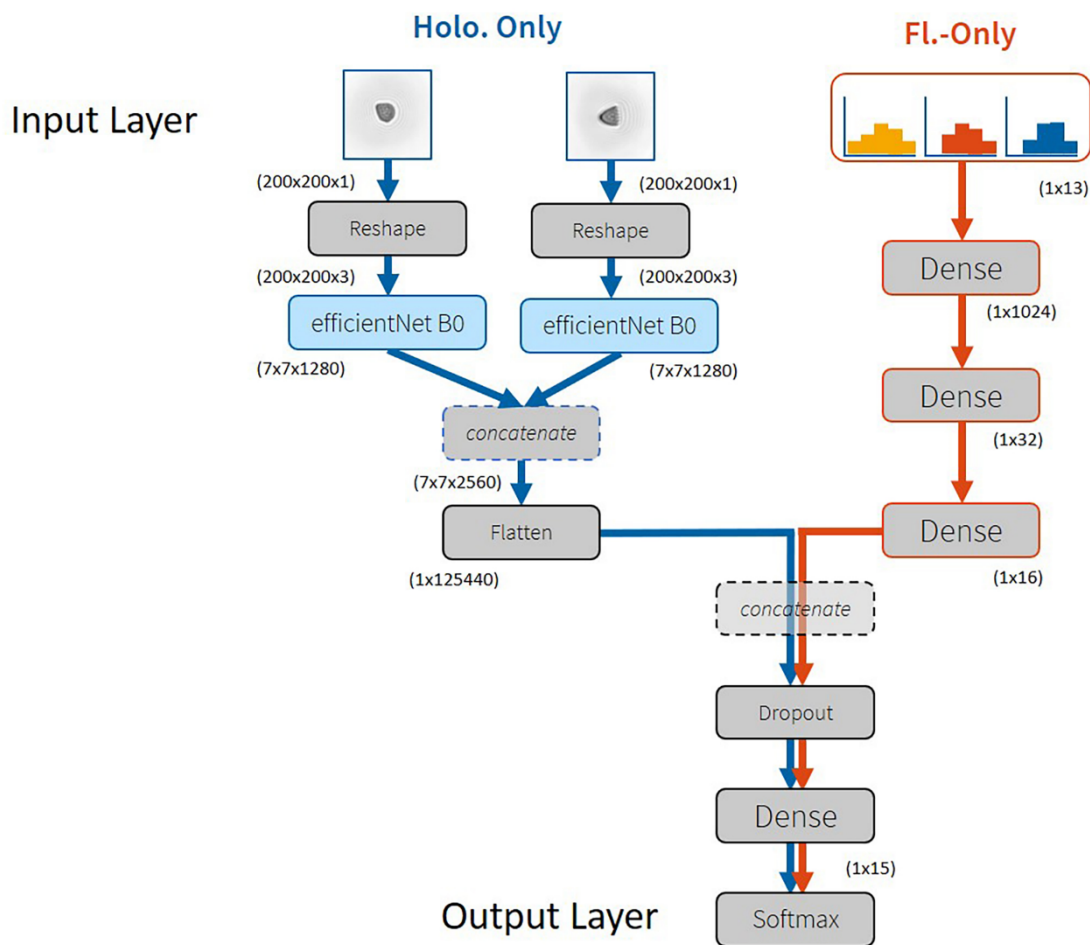 Holo. Only
Fl.-Only
Input Layer
(200x200x1)
(200x200x1)
(1x13)
Reshape
Reshape
Dense
(200x200x3)
(200x200x3)
(1x1024)
efficientNet B0
efficientNet B0
(7x7x1280)
(7x7x1280)
Dense
concatenate
(1x32)
(7x7x2560)
Flatten
Dense
(1x125440)
(1x16)
concatenate
Dropout
Dense
(1x15)
Output Layer
Softmax